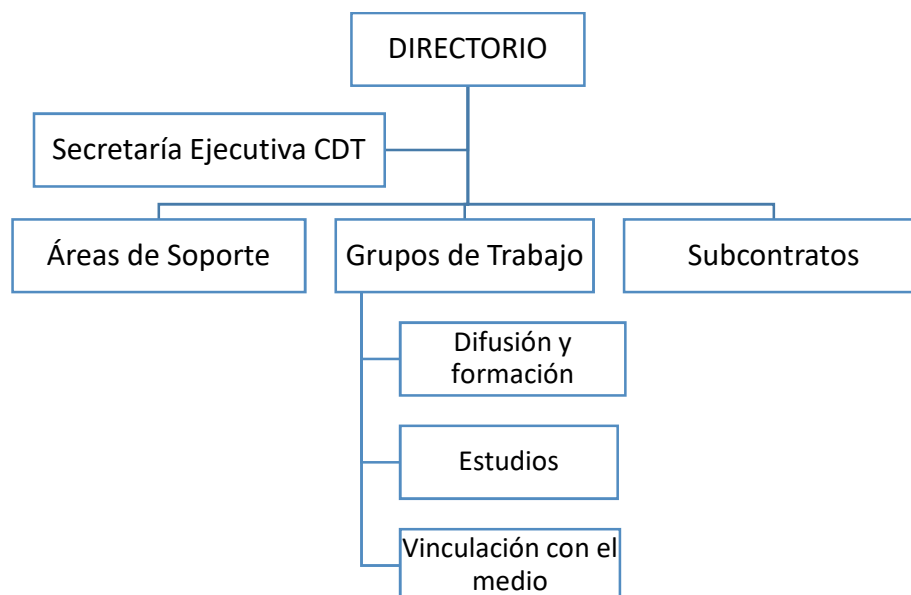 DIRECTORIO
Secretaría Ejecutiva CDT
Áreas de Soporte
Grupos de Trabajo
Subcontratos
Difusión y
formación
Estudios
Vinculación con el
medio